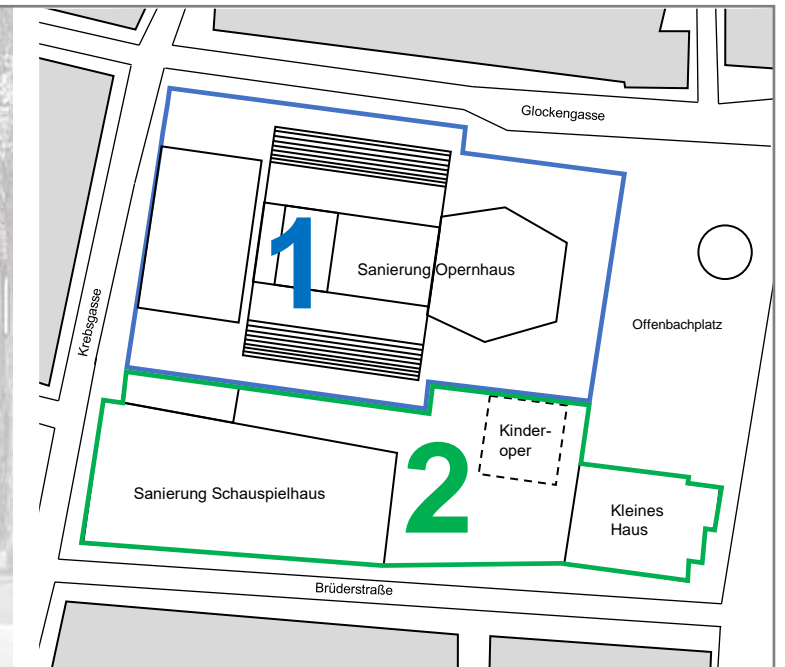 Glockengasse
1
Sanierung Opernhaus
Krebsgasse
Offenbachplatz
Kinder-
oper
2
Sanierung Schauspielhaus
Kleines
Haus
Brüderstraße